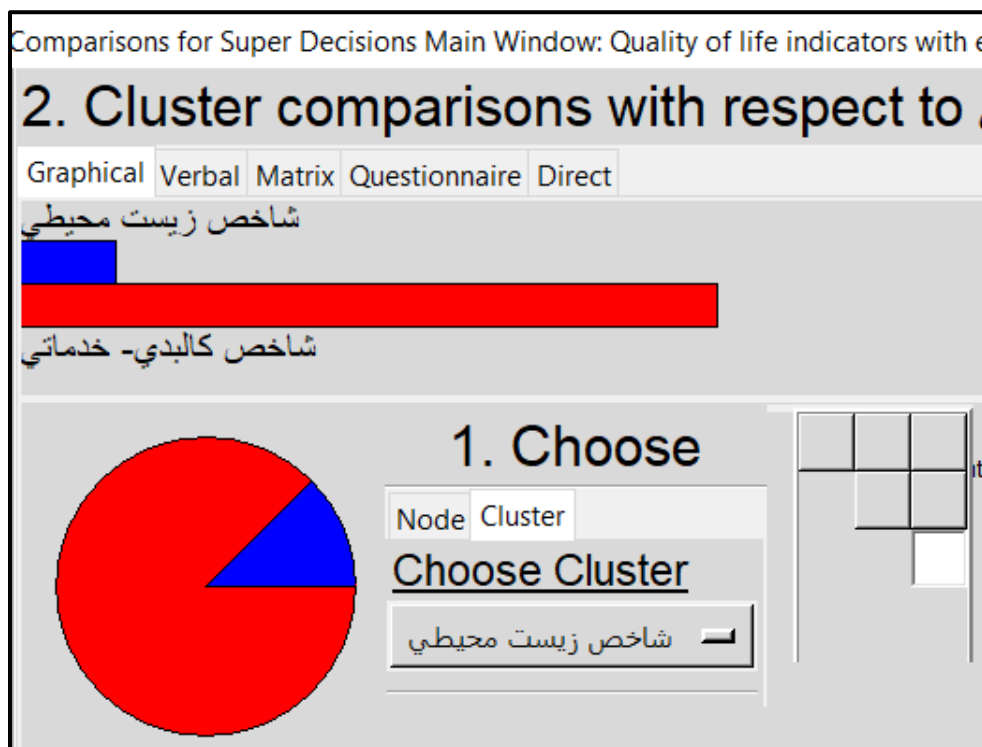 Comparisons for Super Decisions Main Window: Quality of life indicators with
2. Cluster comparisons with respect to
Graphical Verbal Matrix Questionnaire Direct
شاخص زيست محيطي
شاخص كالبدي- خدماتي
1. Choose
Node Cluster
Choose Cluster
شاخص زيست محيطي